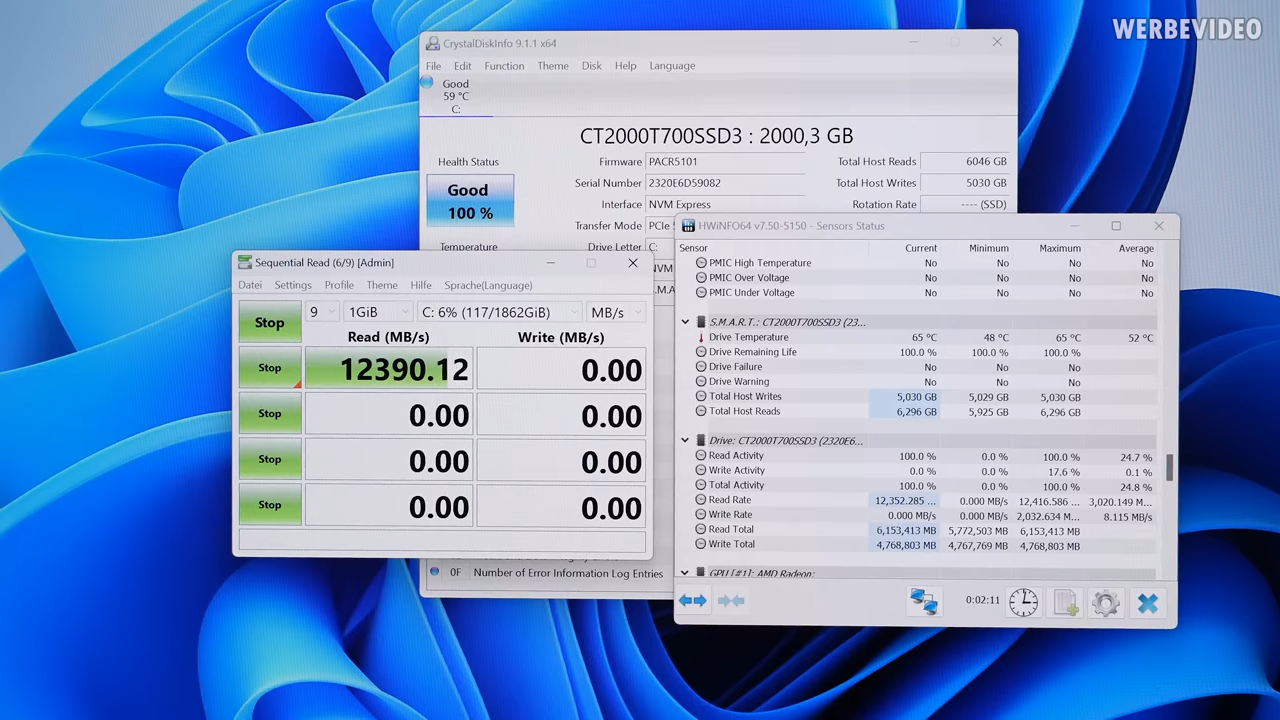 WERBEVIDEO
CrystalDiskInfo 9.1.1 x64
File Edit Function Theme Disk Help Language
Good
59 °C
C:
CT2000T700SSD3 : 2000,3 GB
Health Status
Good
100 %
Temperature
Firmware PACR5101
Serial Number 2320E6D59082
Interface NVM Express
Transfer Mode PCIe
Drive Letter C:
Total Host Reads 6046 GB
Total Host Writes 5030 GB
Rotation Rate ---- (SSD)
0F Number of Error Information Log Entries
Sequential Read (6/9) [Admin]
Datei Settings Profile Theme Hilfe Sprache(Language)
Stop 9 1GiB C: 6% (117/1862GiB) MB/s
Read (MB/s) Write (MB/s)
Stop 12390.12 0.00
Stop 0.00 0.00
Stop 0.00 0.00
Stop 0.00 0.00
HWiNFO64 v7.50-5150 - Sensors Status
Sensor Current Minimum Maximum Average
PMIC High Temperature No No No No
PMIC Over Voltage No No No No
PMIC Under Voltage No No No No
S.M.A.R.T.: CT2000T700SSD3 (23...
Drive Temperature 65 °C 48 °C 65 °C 52 °C
Drive Remaining Life 100.0 % 100.0 % 100.0 %
Drive Failure No No No No
Drive Warning No No No No
Total Host Writes 5,030 GB 5,029 GB 5,030 GB
Total Host Reads 6,296 GB 5,925 GB 6,296 GB
Drive: CT2000T700SSD3 (2320E6...
Read Activity 100.0 % 0.0 % 100.0 % 24.7 %
Write Activity 0.0 % 0.0 % 17.6 % 0.1 %
Total Activity 100.0 % 0.0 % 100.0 % 24.8 %
Read Rate 12,352.285 ... 0.000 MB/s 12,416.586 ... 3,020.149 M...
Write Rate 0.000 MB/s 0.000 MB/s 2,032.634 M... 8.115 MB/s
Read Total 6,153,413 MB 5,772,503 MB 6,153,413 MB
Write Total 4,768,803 MB 4,767,769 MB 4,768,803 MB
GPU [#1]: AMD Radeon:
0:02:11